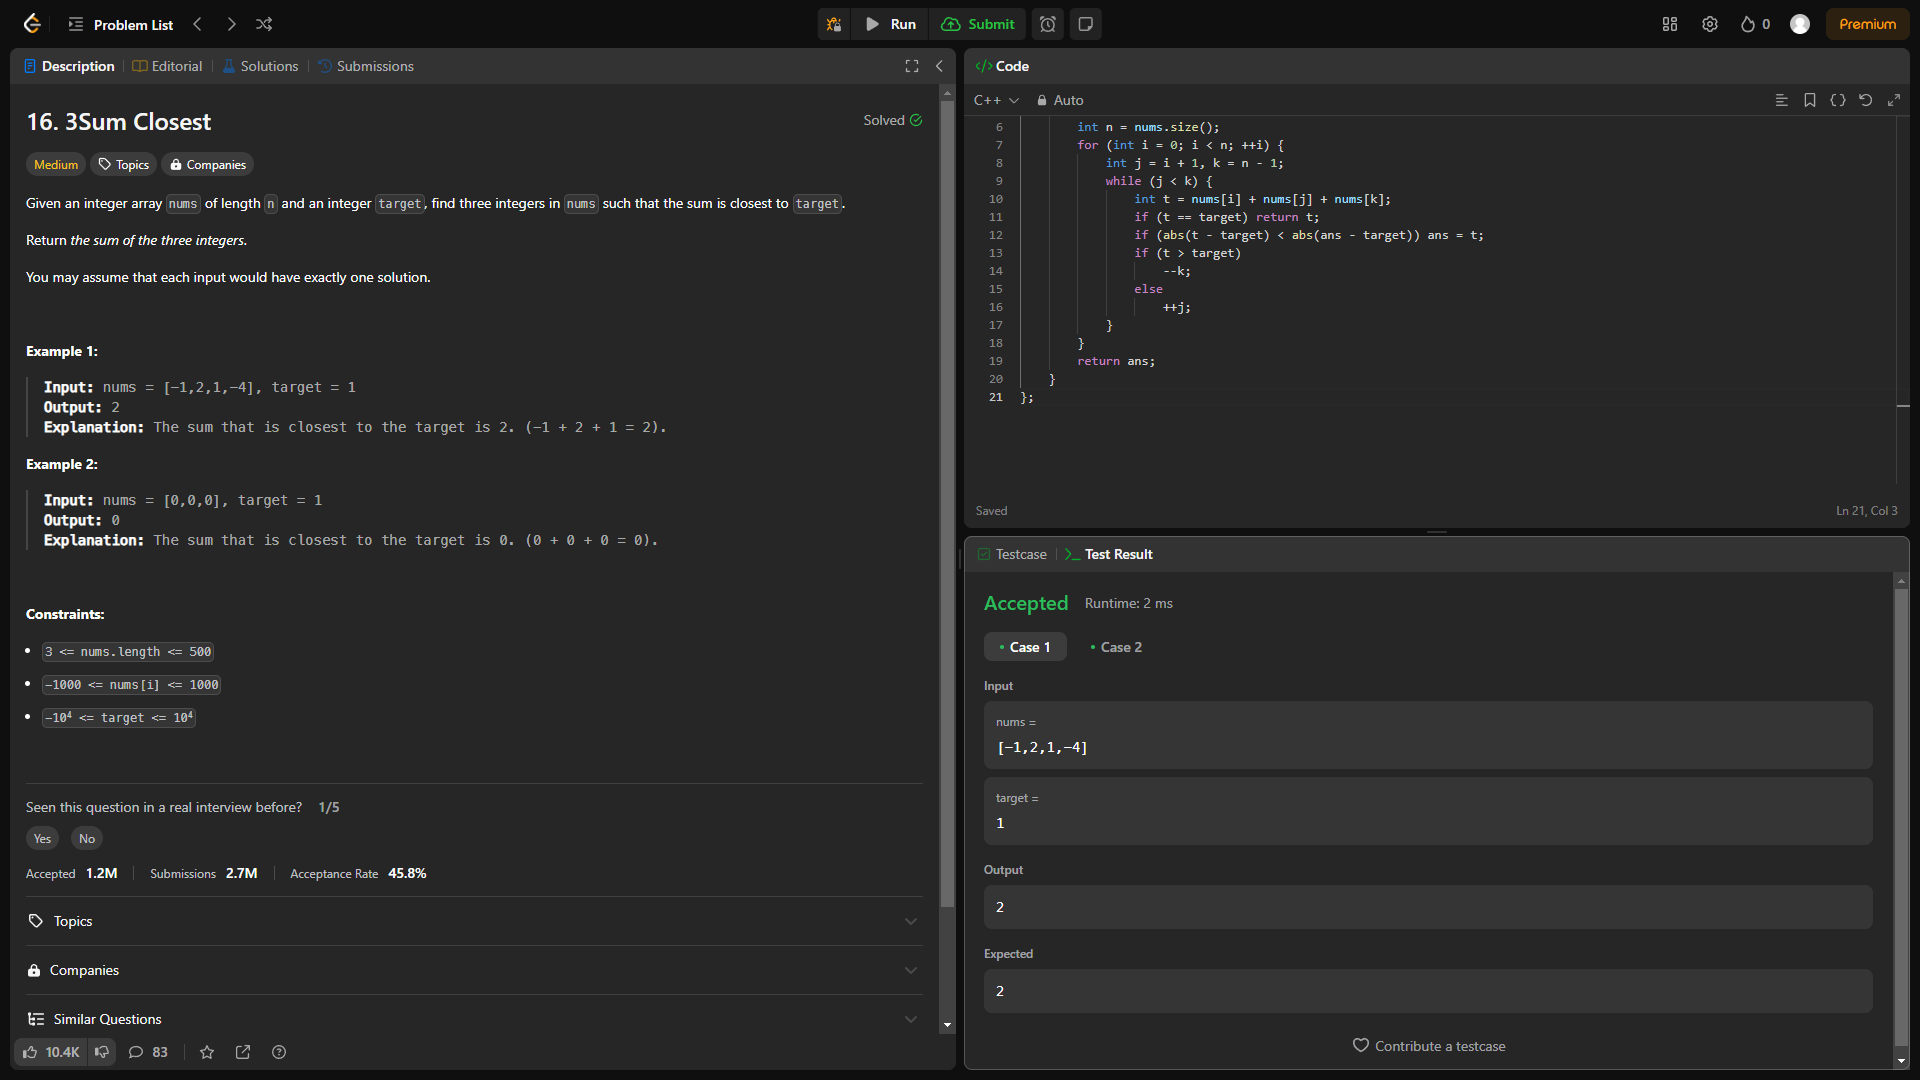 Problem List
Run
Submit
0
Premium
Description
Editorial
Solutions
Submissions
16. 3Sum Closest
Solved
Medium
Topics
Companies
Given an integer array nums of length n and an integer target, find three integers in nums such that the sum is closest to target.
Return the sum of the three integers.
You may assume that each input would have exactly one solution.
Example 1:
Input: nums = [-1,2,1,-4], target = 1
Output: 2
Explanation: The sum that is closest to the target is 2. (-1 + 2 + 1 = 2).
Example 2:
Input: nums = [0,0,0], target = 1
Output: 0
Explanation: The sum that is closest to the target is 0. (0 + 0 + 0 = 0).
Constraints:
3 <= nums.length <= 500
-1000 <= nums[i] <= 1000
-10⁴ <= target <= 10⁴
Seen this question in a real interview before? 1/5
Yes
No
Accepted 1.2M
Submissions 2.7M
Acceptance Rate 45.8%
Topics
Companies
Similar Questions
10.4K
83
</> Code
C++
Auto
6 int n = nums.size();
7 for (int i = 0; i < n; ++i) {
8 int j = i + 1, k = n - 1;
9 while (j < k) {
10 int t = nums[i] + nums[j] + nums[k];
11 if (t == target) return t;
12 if (abs(t - target) < abs(ans - target)) ans = t;
13 if (t > target)
14 --k;
15 else
16 ++j;
17 }
18 }
19 return ans;
20 }
21 };
Saved
Ln 21, Col 3
Testcase
>_ Test Result
Accepted
Runtime: 2 ms
• Case 1
• Case 2
Input
nums =
[-1,2,1,-4]
target =
1
Output
2
Expected
2
Contribute a testcase